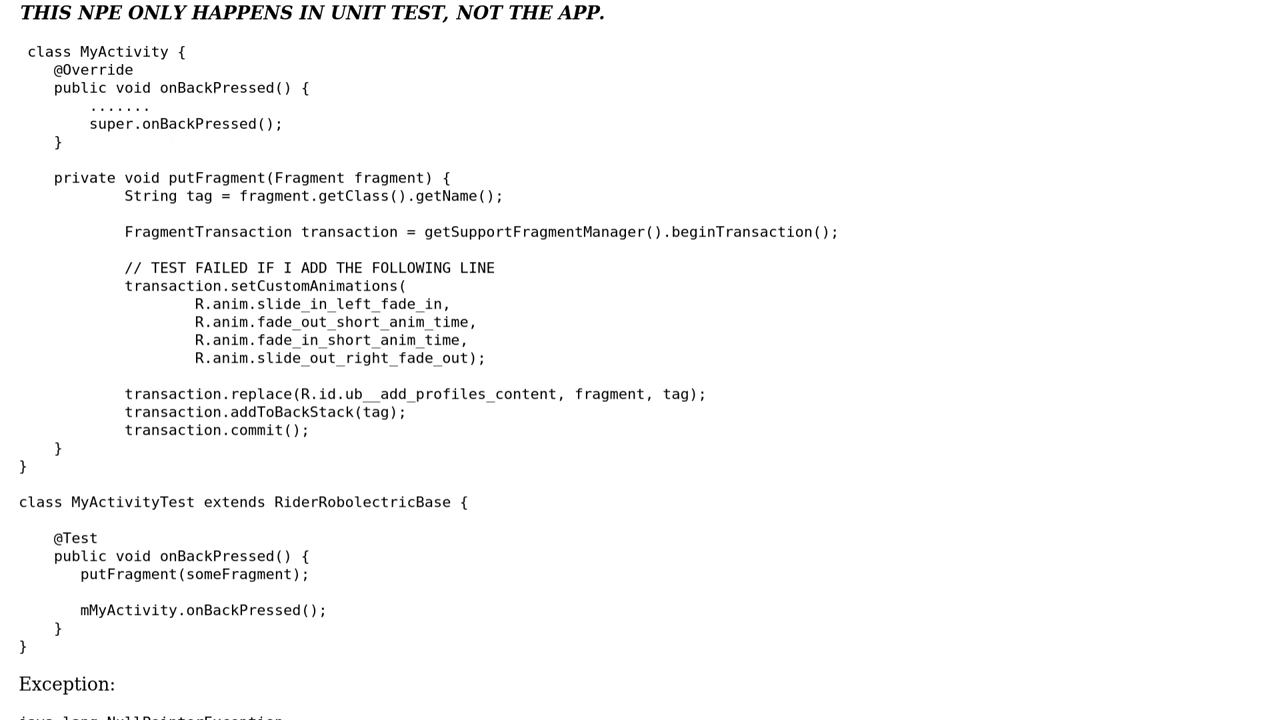 THIS NPE ONLY HAPPENS IN UNIT TEST, NOT THE APP.
class MyActivity {
@Override
public void onBackPressed() {
.......
super.onBackPressed();
}
private void putFragment(Fragment fragment) {
String tag = fragment.getClass().getName();
FragmentTransaction transaction = getSupportFragmentManager().beginTransaction();
// TEST FAILED IF I ADD THE FOLLOWING LINE
transaction.setCustomAnimations(
R.anim.slide_in_left_fade_in,
R.anim.fade_out_short_anim_time,
R.anim.fade_in_short_anim_time,
R.anim.slide_out_right_fade_out);
transaction.replace(R.id.ub__add_profiles_content, fragment, tag);
transaction.addToBackStack(tag);
transaction.commit();
}
}
class MyActivityTest extends RiderRobolectricBase {
@Test
public void onBackPressed() {
putFragment(someFragment);
mMyActivity.onBackPressed();
}
}
Exception:
java.lang.NullPointerException